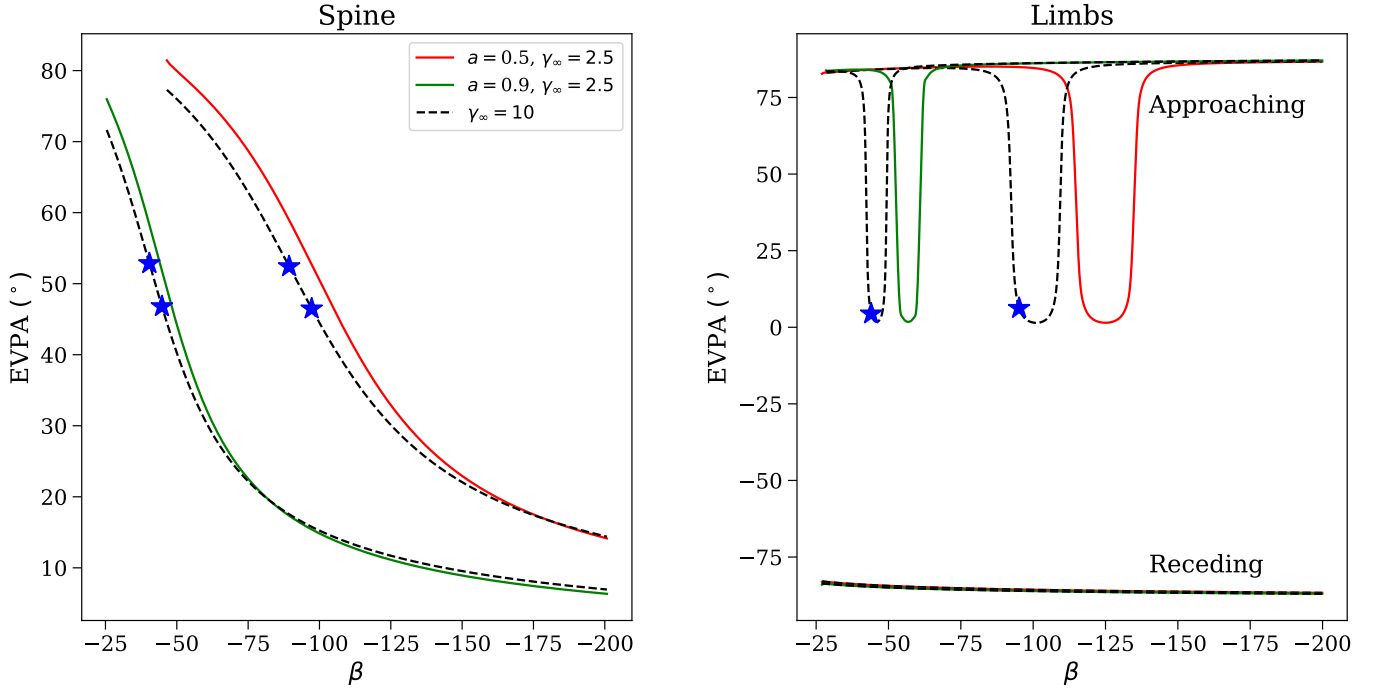 Spine
EVPA (°)
80
70
60
50
40
30
20
10
a = 0.5, γ∞ = 2.5
a = 0.9, γ∞ = 2.5
γ∞ = 10
−25
−50
−75
−100
−125
−150
−175
−200
β
Limbs
EVPA (°)
75
50
25
0
−25
−50
−75
Approaching
Receding
−25
−50
−75
−100
−125
−150
−175
−200
β